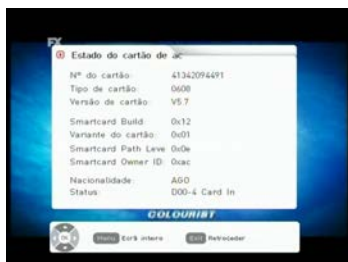 FX
Estado do cartão de ac
Nº do cartão: 41342094491
Tipo de cartão: 0600
Versão de cartão: V5.7
Smartcard Build: 0x12
Variante do cartão: 0x01
Smartcard Path Leve 0x0e
Smartcard Owner ID: 0xac
Nacionalidade: AGO
Status: D00-4 Card In
COLOURIST
OK Menu Ecrã inteiro Exit Retroceder